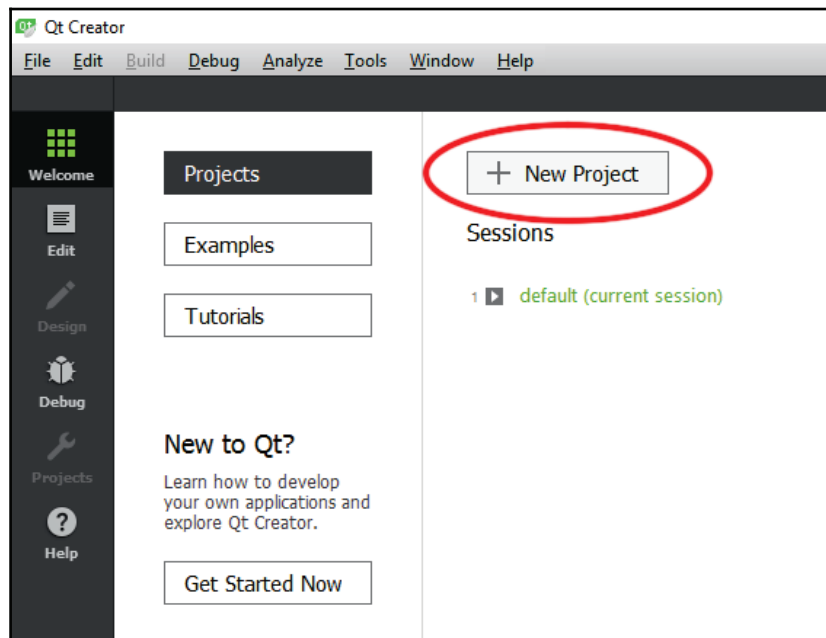 Qt Creator
File Edit Build Debug Analyze Tools Window Help
Welcome
Edit
Design
Debug
Projects
Help
Projects
Examples
Tutorials
New to Qt?
Learn how to develop
your own applications and
explore Qt Creator.
Get Started Now
+ New Project
Sessions
1 default (current session)